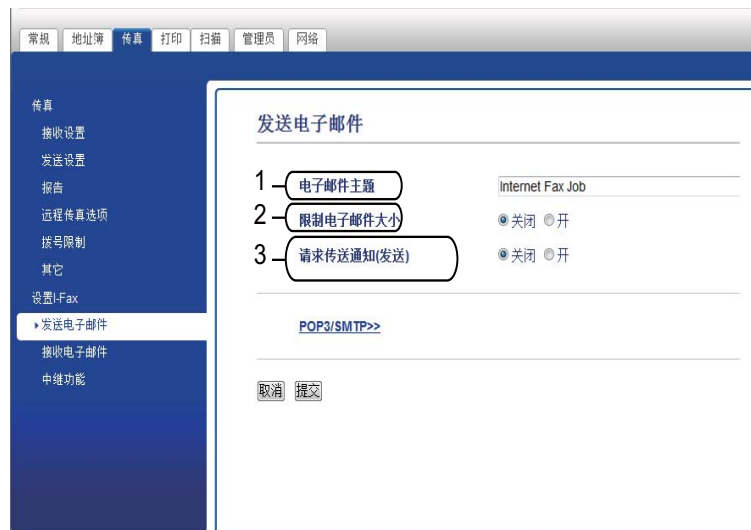 常规 地址簿 传真 打印 扫描 管理员 网络
传真
接收设置
发送设置
报告
远程传真选项
拨号限制
其它
设置I-Fax
发送电子邮件
接收电子邮件
中继功能
发送电子邮件
1 电子邮件主题 Internet Fax Job
2 限制电子邮件大小 关闭 开
3 请求传送通知(发送) 关闭 开
POP3/SMTP>>
取消 提交